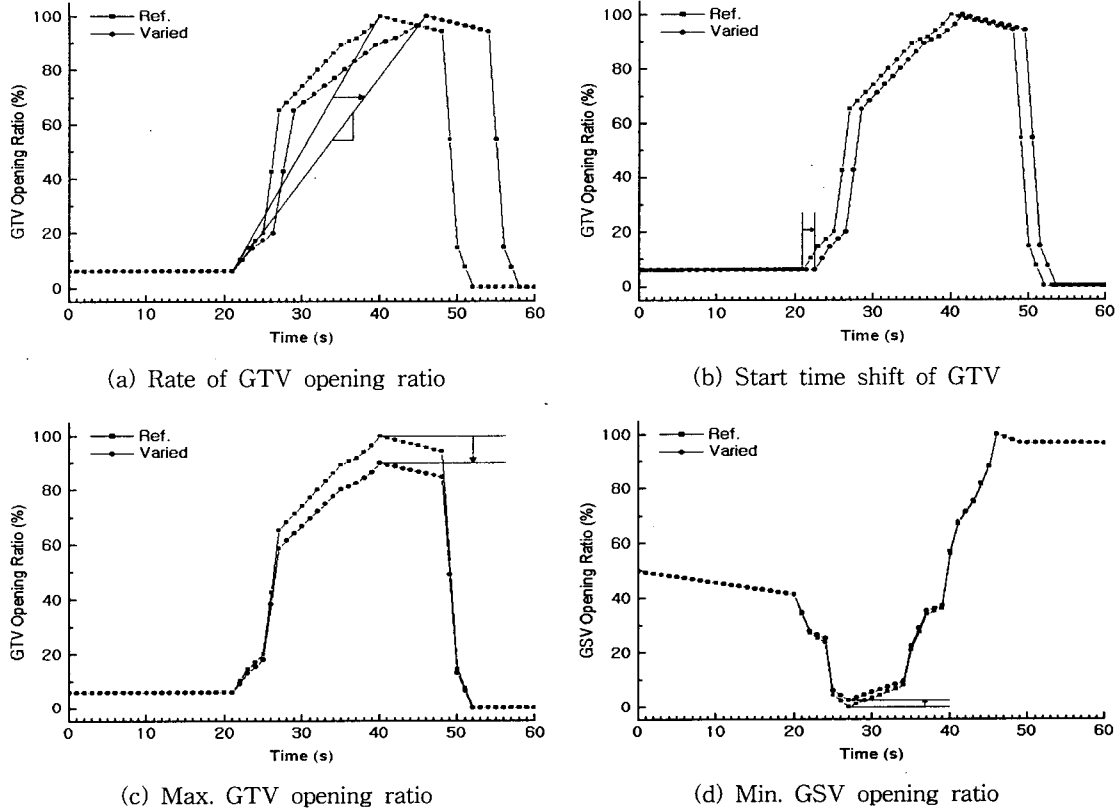 Ref.
Varied
GTV Opening Ratio (%)
100
80
60
40
20
0
0 10 20 30 40 50 60
Time (s)
(a) Rate of GTV opening ratio
Ref.
Varied
GTV Opening Ratio (%)
100
80
60
40
20
0
0 10 20 30 40 50 60
Time (s)
(b) Start time shift of GTV
Ref.
Varied
GTV Opening Ratio (%)
100
80
60
40
20
0
0 10 20 30 40 50 60
Time (s)
(c) Max. GTV opening ratio
Ref.
Varied
GSV Opening Ratio (%)
100
80
60
40
20
0
0 10 20 30 40 50 60
Time (s)
(d) Min. GSV opening ratio